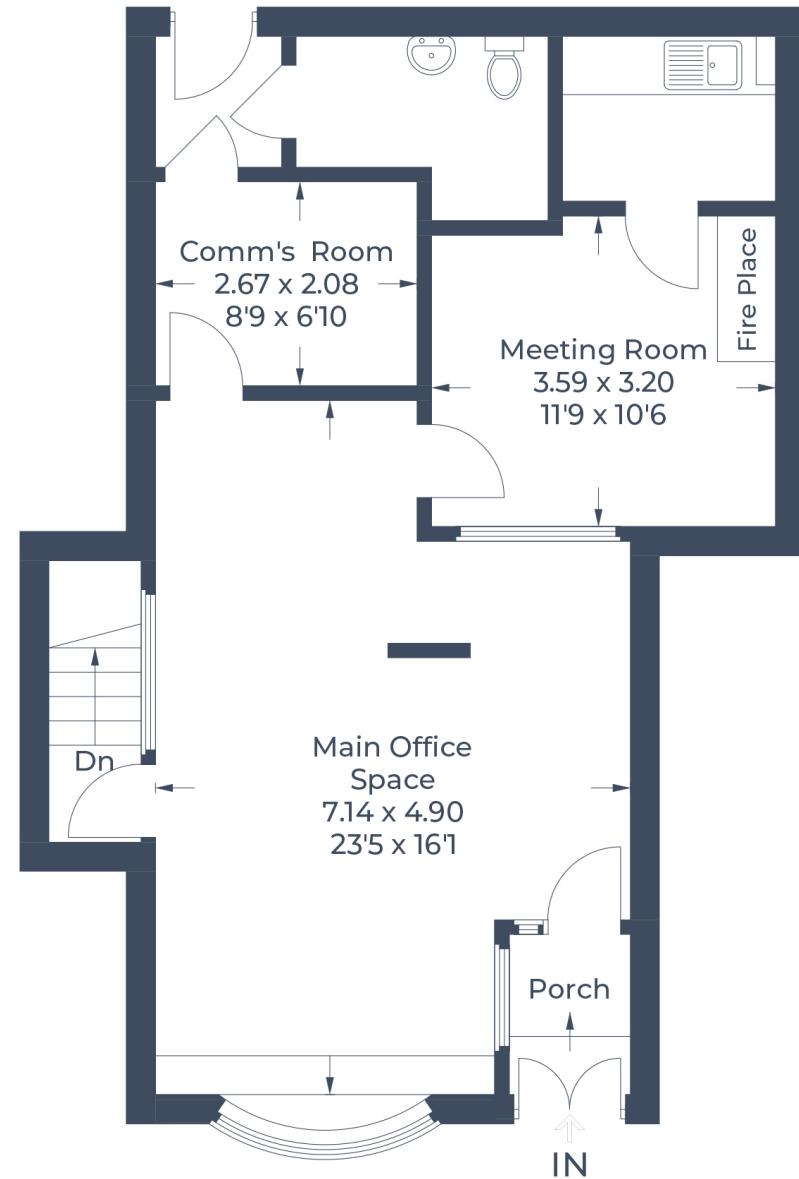 Comm's Room
2.67 x 2.08
8'9 x 6'10
Fire Place
Meeting Room
3.59 x 3.20
11'9 x 10'6
Dn
Main Office
Space
7.14 x 4.90
23'5 x 16'1
Porch
IN